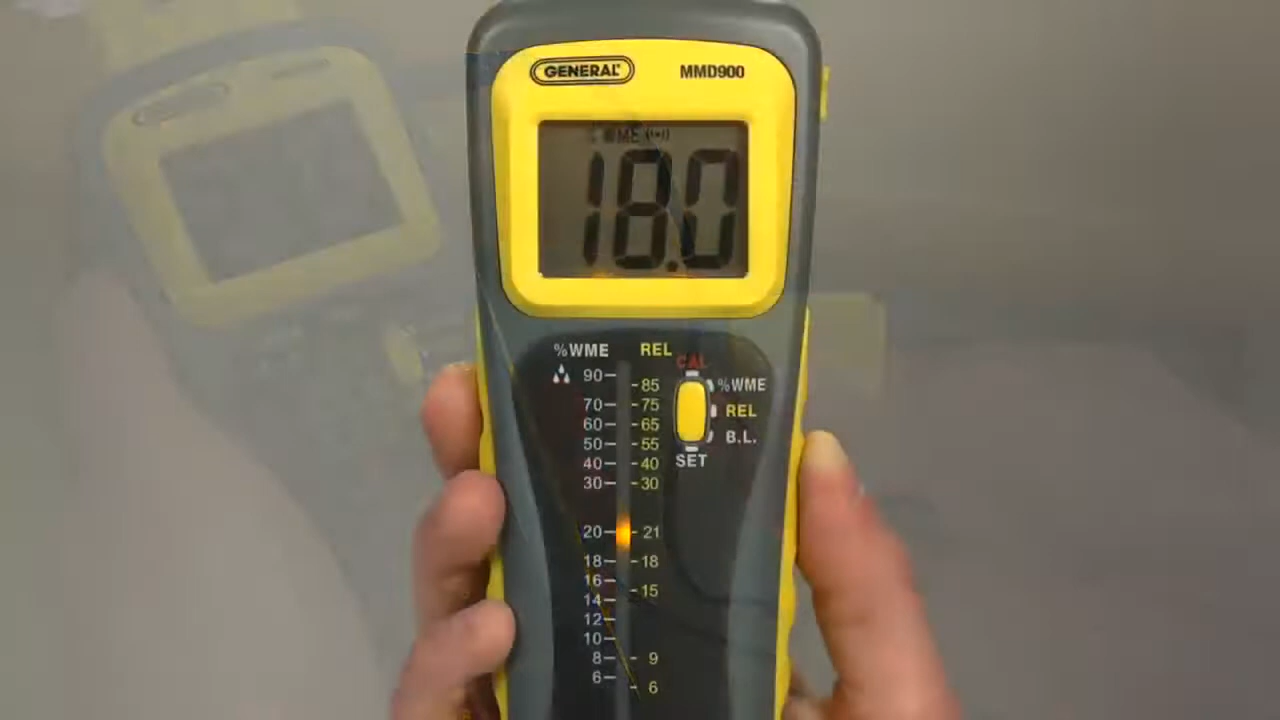 GENERAL MMD900
%WME
18.0
%WME REL CAL
90 85 %WME
70 75 REL
60 65
50 55 B.L.
40 40 SET
30 30
20 21
18 18
16
15
14
12
10
8 9
6 6